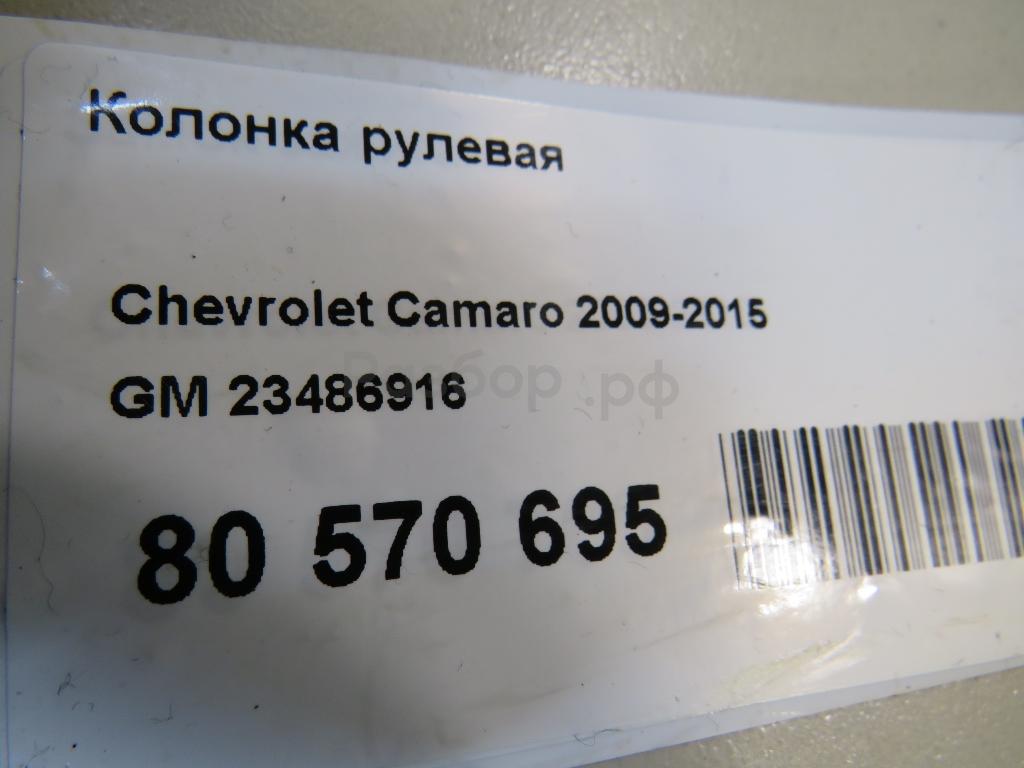 Колонка рулевая
Chevrolet Camaro 2009-2015
GM 23486916
80 570 695